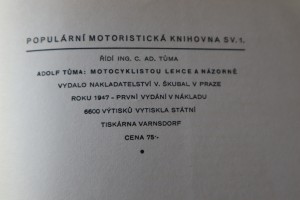 POPULÁRNÍ MOTORISTICKÁ KNIHOVNA SV. 1.
ŘÍDÍ ING. C. AD. TŮMA
ADOLF TŮMA: MOTOCYKLISTOU LEHCE A NÁZORNĚ
VYDALO NAKLADATELSTVÍ V. ŠKUBAL V PRAZE
ROKU 1947 - PRVNÍ VYDÁNÍ V NÁKLADU
6600 VÝTISKŮ VYTISKLA STÁTNÍ
TISKÁRNA VARNSDORF
CENA 75·-